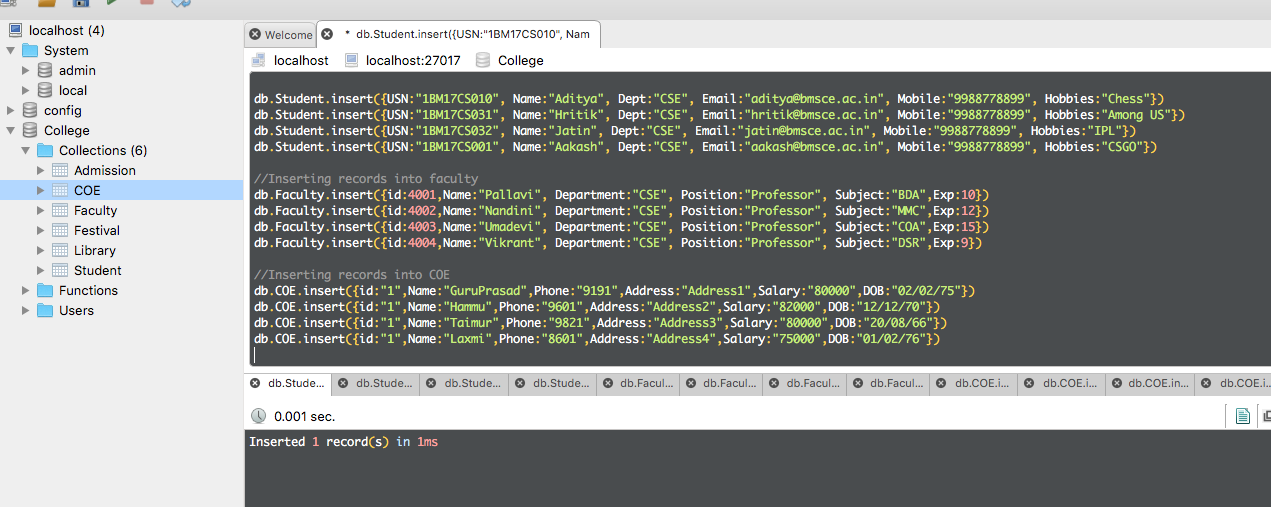 localhost (4)
System
admin
local
config
College
Collections (6)
Admission
COE
Faculty
Festival
Library
Student
Functions
Users
Welcome
* db.Student.insert({USN:"1BM17CS010", Nam
localhost localhost:27017 College
db.Student.insert({USN:"1BM17CS010", Name:"Aditya", Dept:"CSE", Email:"aditya@bmsce.ac.in", Mobile:"9988778899", Hobbies:"Chess"})
db.Student.insert({USN:"1BM17CS031", Name:"Hritik", Dept:"CSE", Email:"hritik@bmsce.ac.in", Mobile:"9988778899", Hobbies:"Among US"})
db.Student.insert({USN:"1BM17CS032", Name:"Jatin", Dept:"CSE", Email:"jatin@bmsce.ac.in", Mobile:"9988778899", Hobbies:"IPL"})
db.Student.insert({USN:"1BM17CS001", Name:"Aakash", Dept:"CSE", Email:"aakash@bmsce.ac.in", Mobile:"9988778899", Hobbies:"CSGO"})
//Inserting records into faculty
db.Faculty.insert({id:4001,Name:"Pallavi", Department:"CSE", Position:"Professor", Subject:"BDA",Exp:10})
db.Faculty.insert({id:4002,Name:"Nandini", Department:"CSE", Position:"Professor", Subject:"MMC",Exp:12})
db.Faculty.insert({id:4003,Name:"Umadevi", Department:"CSE", Position:"Professor", Subject:"COA",Exp:15})
db.Faculty.insert({id:4004,Name:"Vikrant", Department:"CSE", Position:"Professor", Subject:"DSR",Exp:9})
//Inserting records into COE
db.COE.insert({id:"1",Name:"GuruPrasad",Phone:"9191",Address:"Address1",Salary:"80000",DOB:"02/02/75"})
db.COE.insert({id:"1",Name:"Hammu",Phone:"9601",Address:"Address2",Salary:"82000",DOB:"12/12/70"})
db.COE.insert({id:"1",Name:"Taimur",Phone:"9821",Address:"Address3",Salary:"80000",DOB:"20/08/66"})
db.COE.insert({id:"1",Name:"Laxmi",Phone:"8601",Address:"Address4",Salary:"75000",DOB:"01/02/76"})
db.Stude... db.Stude... db.Stude... db.Stude... db.Facul... db.Facul... db.Facul... db.Facul... db.COE.i... db.COE.i... db.COE.in... db.COE.i...
0.001 sec.
Inserted 1 record(s) in 1ms